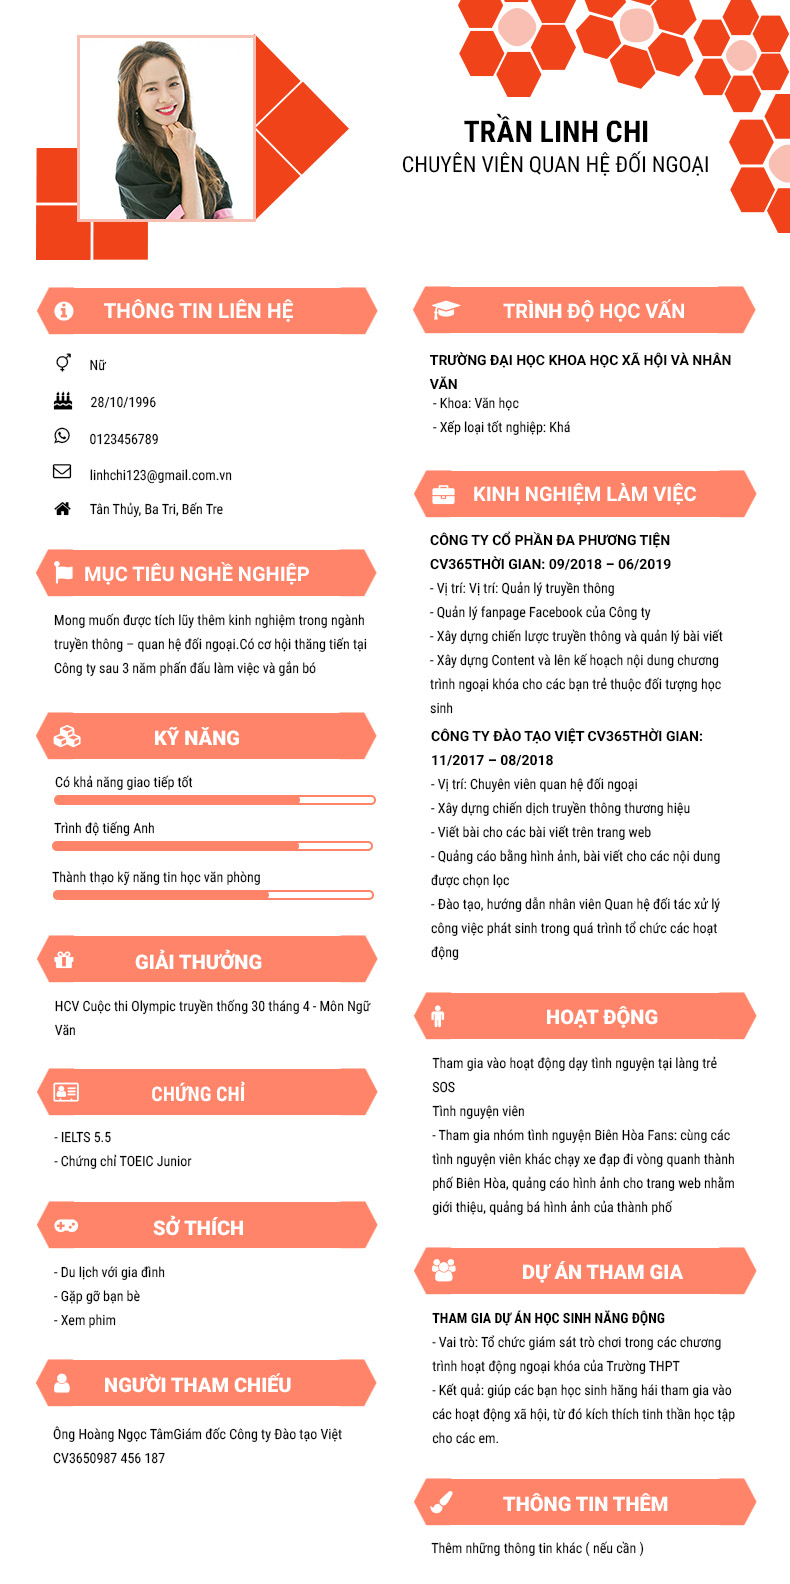 TRẦN LINH CHI
CHUYÊN VIÊN QUAN HỆ ĐỐI NGOẠI
THÔNG TIN LIÊN HỆ
Nữ
28/10/1996
0123456789
linhchi123@gmail.com.vn
Tân Thủy, Ba Tri, Bến Tre
MỤC TIÊU NGHỀ NGHIỆP
Mong muốn được tích lũy thêm kinh nghiệm trong ngành
truyền thông – quan hệ đối ngoại.Có cơ hội thăng tiến tại
Công ty sau 3 năm phấn đấu làm việc và gắn bó
KỸ NĂNG
Có khả năng giao tiếp tốt
Trình độ tiếng Anh
Thành thạo kỹ năng tin học văn phòng
GIẢI THƯỞNG
HCV Cuộc thi Olympic truyền thống 30 tháng 4 - Môn Ngữ
Văn
CHỨNG CHỈ
- IELTS 5.5
- Chứng chỉ TOEIC Junior
SỞ THÍCH
- Du lịch với gia đình
- Gặp gỡ bạn bè
- Xem phim
NGƯỜI THAM CHIẾU
Ông Hoàng Ngọc TâmGiám đốc Công ty Đào tạo Việt
CV3650987 456 187
TRÌNH ĐỘ HỌC VẤN
TRƯỜNG ĐẠI HỌC KHOA HỌC XÃ HỘI VÀ NHÂN
VĂN
- Khoa: Văn học
- Xếp loại tốt nghiệp: Khá
KINH NGHIỆM LÀM VIỆC
CÔNG TY CỔ PHẦN ĐA PHƯƠNG TIỆN
CV365THỜI GIAN: 09/2018 – 06/2019
- Vị trí: Vị trí: Quản lý truyền thông
- Quản lý fanpage Facebook của Công ty
- Xây dựng chiến lược truyền thông và quản lý bài viết
- Xây dựng Content và lên kế hoạch nội dung chương
trình ngoại khóa cho các bạn trẻ thuộc đối tượng học
sinh
CÔNG TY ĐÀO TẠO VIỆT CV365THỜI GIAN:
11/2017 – 08/2018
- Vị trí: Chuyên viên quan hệ đối ngoại
- Xây dựng chiến dịch truyền thông thương hiệu
- Viết bài cho các bài viết trên trang web
- Quảng cáo bằng hình ảnh, bài viết cho các nội dung
được chọn lọc
- Đào tạo, hướng dẫn nhân viên Quan hệ đối tác xử lý
công việc phát sinh trong quá trình tổ chức các hoạt
động
HOẠT ĐỘNG
Tham gia vào hoạt động dạy tình nguyện tại làng trẻ
SOS
Tình nguyện viên
- Tham gia nhóm tình nguyện Biên Hòa Fans: cùng các
tình nguyện viên khác chạy xe đạp đi vòng quanh thành
phố Biên Hòa, quảng cáo hình ảnh cho trang web nhằm
giới thiệu, quảng bá hình ảnh của thành phố
DỰ ÁN THAM GIA
THAM GIA DỰ ÁN HỌC SINH NĂNG ĐỘNG
- Vai trò: Tổ chức giám sát trò chơi trong các chương
trình hoạt động ngoại khóa của Trường THPT
- Kết quả: giúp các bạn học sinh hăng hái tham gia vào
các hoạt động xã hội, từ đó kích thích tinh thần học tập
cho các em.
THÔNG TIN THÊM
Thêm những thông tin khác ( nếu cần )